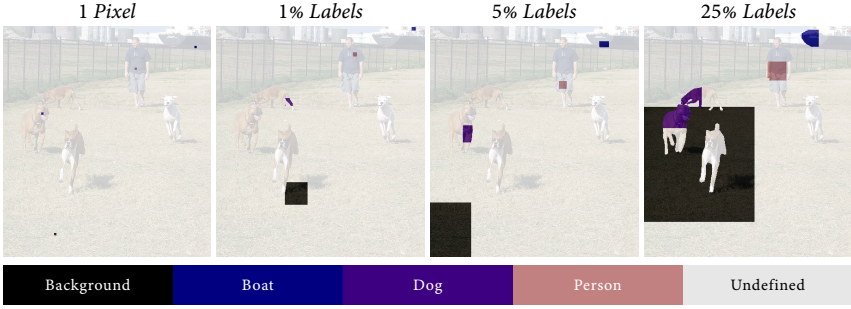 1 Pixel
1% Labels
5% Labels
25% Labels
Background
Boat
Dog
Person
Undefined